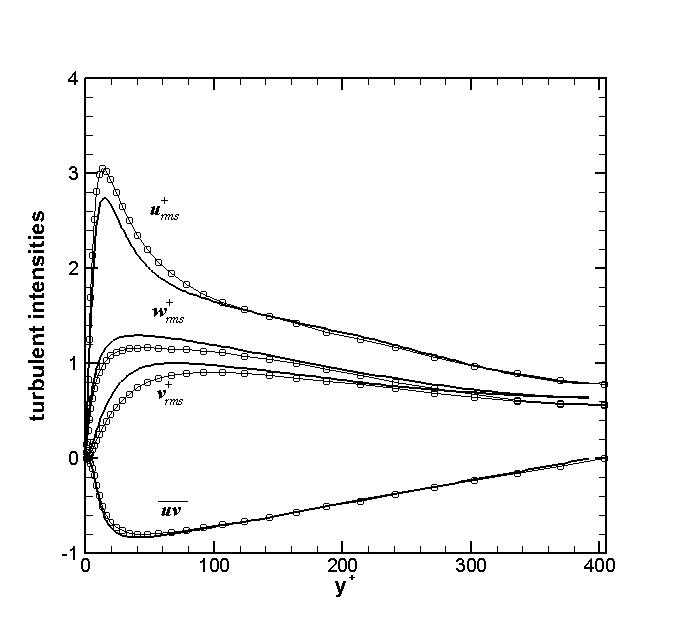 4
3
u+rms
turbulent intensities
2
w+rms
1
v+rms
0
uv
-1
0 100 200 300 400
y+